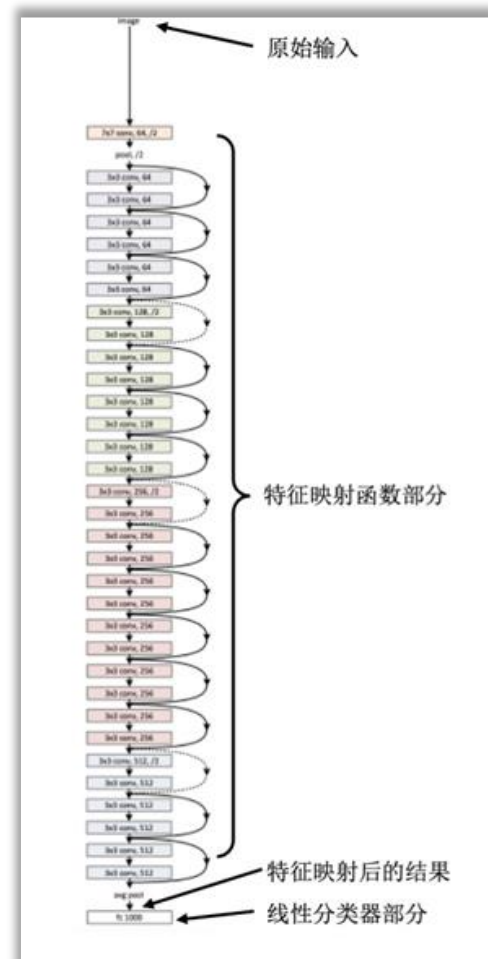 image
原始输入
7x7 conv, 64, /2
pool, /2
3x3 conv, 64
3x3 conv, 64
3x3 conv, 64
3x3 conv, 64
3x3 conv, 64
3x3 conv, 64
3x3 conv, 128, /2
3x3 conv, 128
3x3 conv, 128
3x3 conv, 128
3x3 conv, 128
3x3 conv, 128
3x3 conv, 128
3x3 conv, 128
3x3 conv, 256, /2
特征映射函数部分
3x3 conv, 256
3x3 conv, 256
3x3 conv, 256
3x3 conv, 256
3x3 conv, 256
3x3 conv, 256
3x3 conv, 256
3x3 conv, 256
3x3 conv, 256
3x3 conv, 256
3x3 conv, 256
3x3 conv, 512, /2
3x3 conv, 512
3x3 conv, 512
3x3 conv, 512
3x3 conv, 512
3x3 conv, 512
特征映射后的结果
avg pool
fc 1000
线性分类器部分